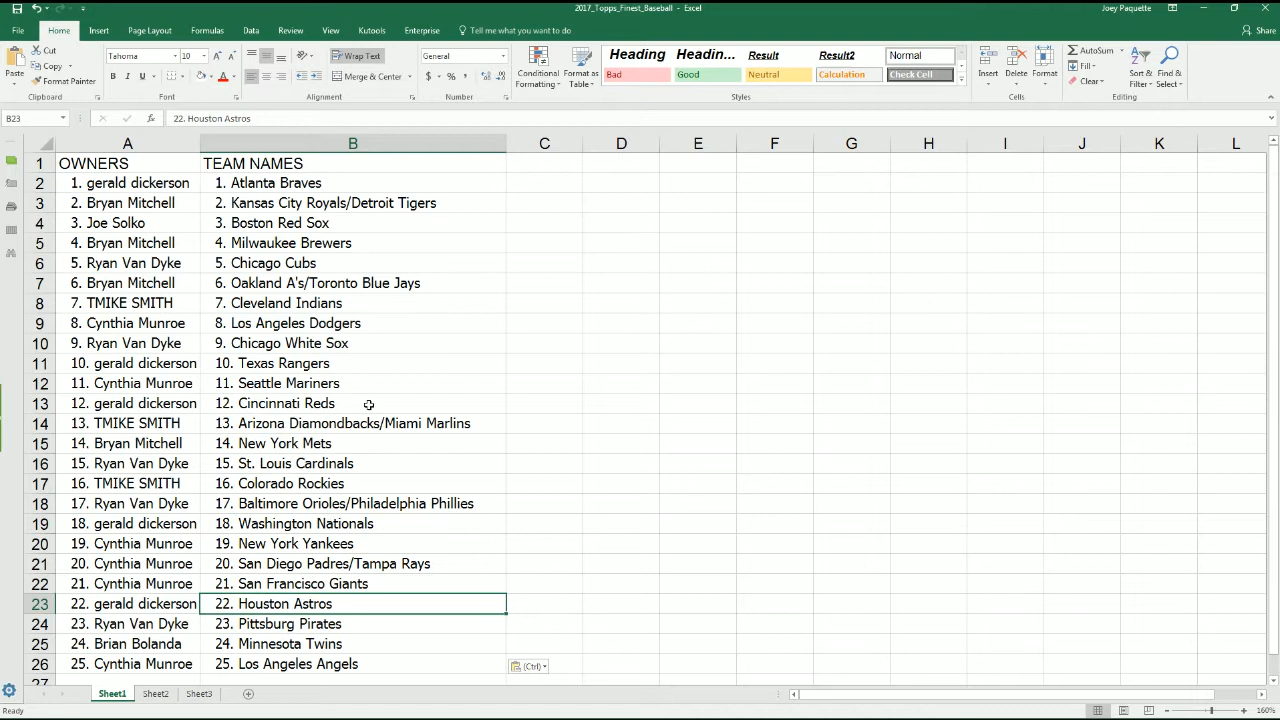 2017_Topps_Finest_Baseball - Excel
Joey Paquette
File Home Insert Page Layout Formulas Data Review View Kutools Enterprise Tell me what you want to do Share
Paste
Cut
Copy
Format Painter
Clipboard
Tahoma 10
B I U
Font
Wrap Text
Merge & Center
Alignment
General
$ % ,
Number
Conditional Formatting
Format as Table
Heading Headin... Result Result2 Normal
Bad Good Neutral Calculation Check Cell
Styles
Insert Delete Format
Cells
AutoSum
Fill
Clear
Sort & Filter
Find & Select
Editing
B23 fx 22. Houston Astros
A B C D E F G H I J K L
1 OWNERS TEAM NAMES
2 1. gerald dickerson 1. Atlanta Braves
3 2. Bryan Mitchell 2. Kansas City Royals/Detroit Tigers
4 3. Joe Solko 3. Boston Red Sox
5 4. Bryan Mitchell 4. Milwaukee Brewers
6 5. Ryan Van Dyke 5. Chicago Cubs
7 6. Bryan Mitchell 6. Oakland A's/Toronto Blue Jays
8 7. TMIKE SMITH 7. Cleveland Indians
9 8. Cynthia Munroe 8. Los Angeles Dodgers
10 9. Ryan Van Dyke 9. Chicago White Sox
11 10. gerald dickerson 10. Texas Rangers
12 11. Cynthia Munroe 11. Seattle Mariners
13 12. gerald dickerson 12. Cincinnati Reds
14 13. TMIKE SMITH 13. Arizona Diamondbacks/Miami Marlins
15 14. Bryan Mitchell 14. New York Mets
16 15. Ryan Van Dyke 15. St. Louis Cardinals
17 16. TMIKE SMITH 16. Colorado Rockies
18 17. Ryan Van Dyke 17. Baltimore Orioles/Philadelphia Phillies
19 18. gerald dickerson 18. Washington Nationals
20 19. Cynthia Munroe 19. New York Yankees
21 20. Cynthia Munroe 20. San Diego Padres/Tampa Rays
22 21. Cynthia Munroe 21. San Francisco Giants
23 22. gerald dickerson 22. Houston Astros
24 23. Ryan Van Dyke 23. Pittsburg Pirates
25 24. Brian Bolanda 24. Minnesota Twins
26 25. Cynthia Munroe 25. Los Angeles Angels
27
(Ctrl)
Sheet1 Sheet2 Sheet3
Ready
160%